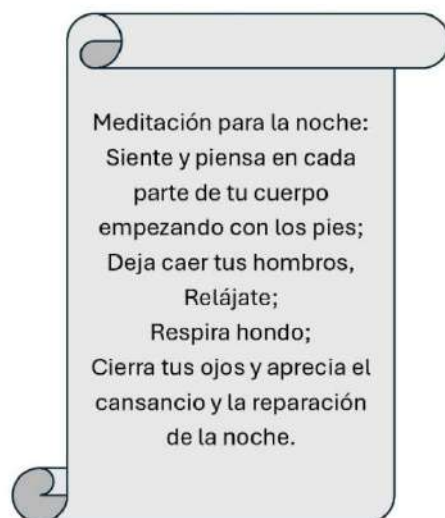 Meditación para la noche:
Siente y piensa en cada
parte de tu cuerpo
empezando con los pies;
Deja caer tus hombros,
Relájate;
Respira hondo;
Cierra tus ojos y aprecia el
cansancio y la reparación
de la noche.